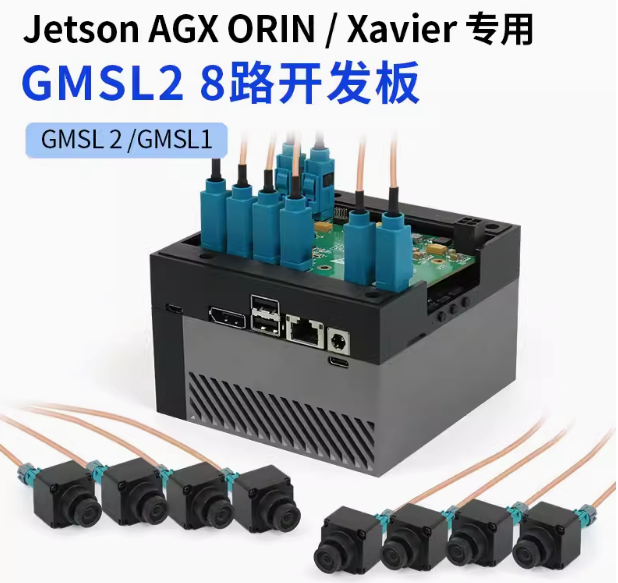 Jetson AGX ORIN / Xavier 专用
GMSL2 8路开发板
GMSL 2 /GMSL1